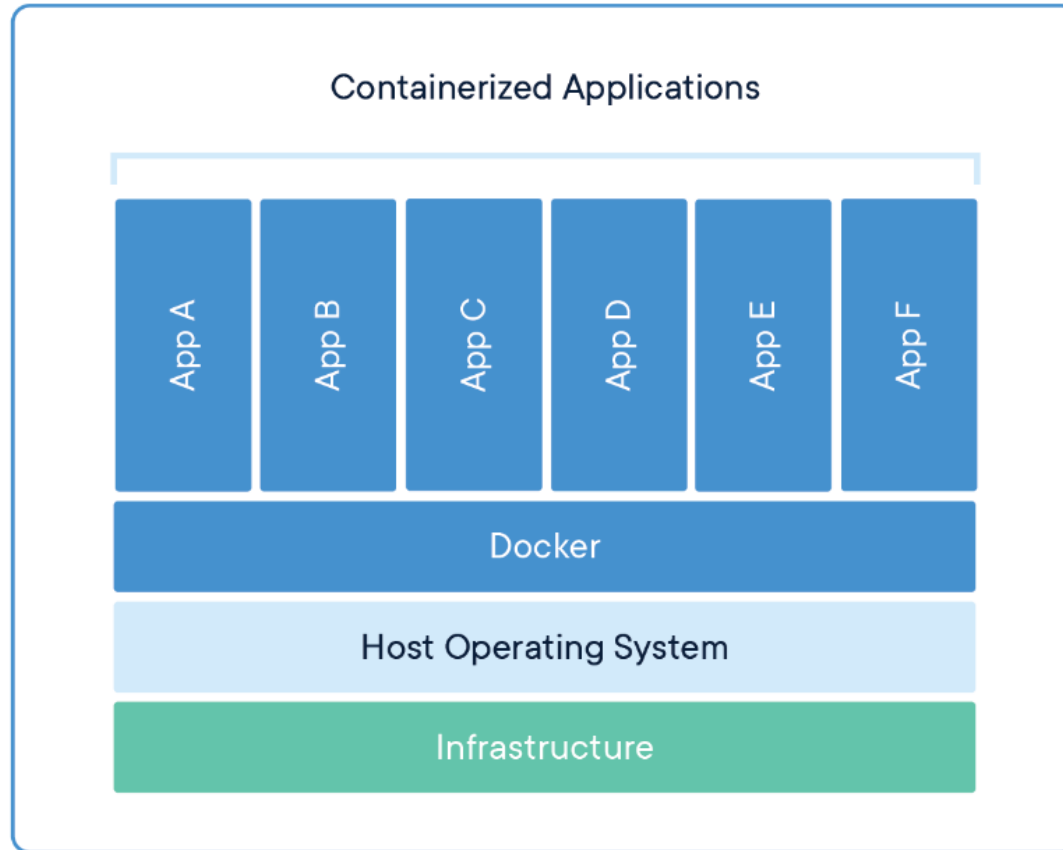 Containerized Applications
App A
App B
App C
App D
App E
App F
Docker
Host Operating System
Infrastructure